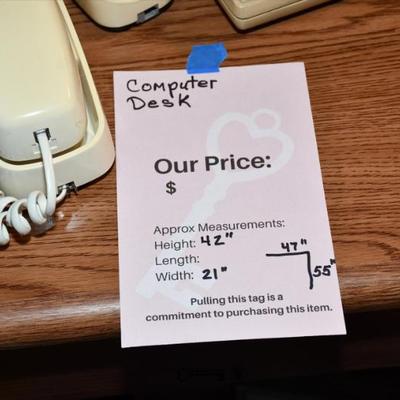 Computer
Desk
Our Price:
$
Approx Measurements:
Height: 42"
Length:
Width: 21"
47"
55"
Pulling this tag is a
commitment to purchasing this item.